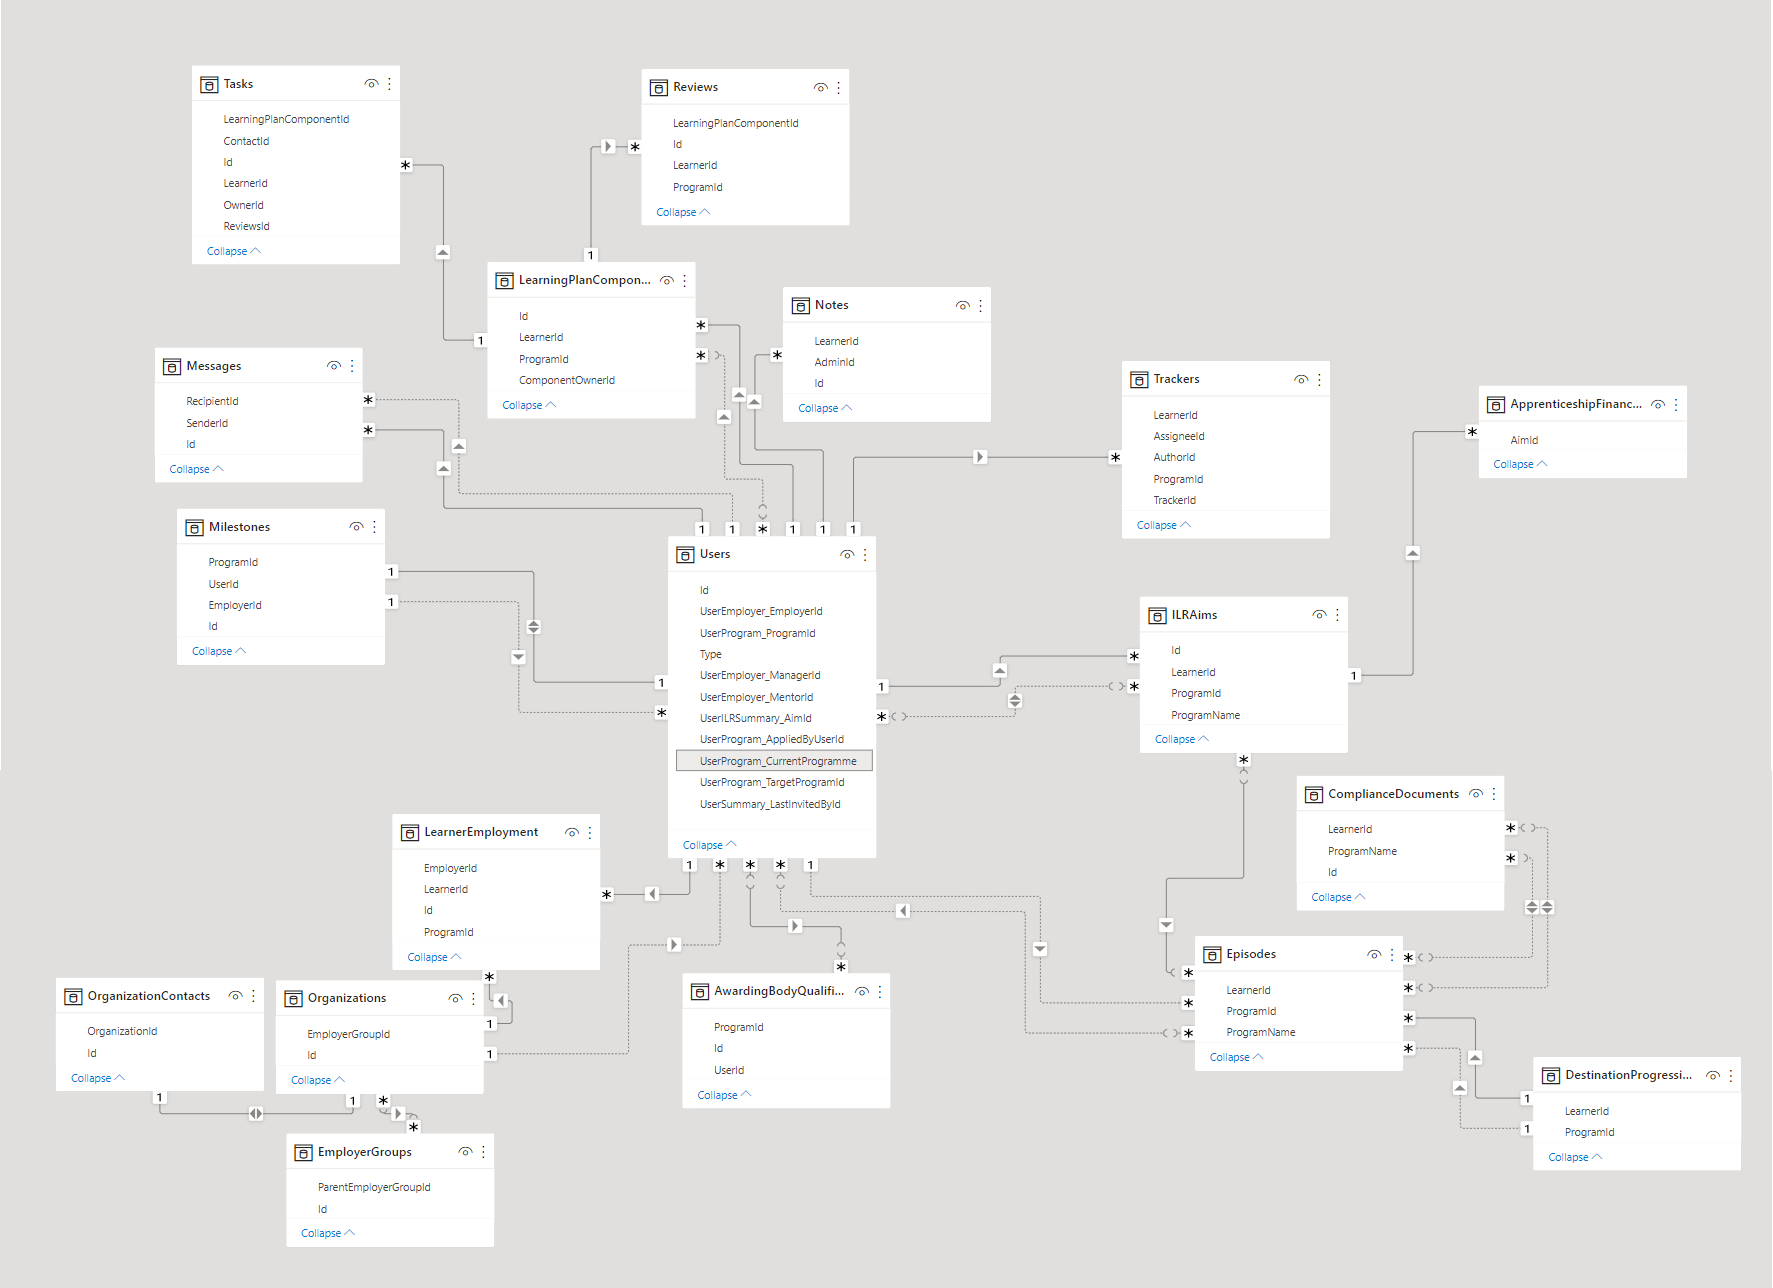 Tasks
LearningPlanComponentId
ContactId
Id
LearnerId
OwnerId
ReviewsId
Collapse
Reviews
LearningPlanComponentId
Id
LearnerId
ProgramId
Collapse
LearningPlanCompon...
Id
LearnerId
ProgramId
ComponentOwnerId
Collapse
Notes
LearnerId
AdminId
Id
Collapse
Messages
RecipientId
SenderId
Id
Collapse
Trackers
LearnerId
AssigneeId
AuthorId
ProgramId
TrackerId
Collapse
ApprenticeshipFinanc...
AimId
Collapse
Milestones
ProgramId
UserId
EmployerId
Id
Collapse
Users
Id
UserEmployer_EmployerId
UserProgram_ProgramId
Type
UserEmployer_ManagerId
UserEmployer_MentorId
UserILRSummary_AimId
UserProgram_AppliedByUserId
UserProgram_CurrentProgramme
UserProgram_TargetProgramId
UserSummary_LastInvitedById
Collapse
ILRAims
Id
LearnerId
ProgramId
ProgramName
Collapse
ComplianceDocuments
LearnerId
ProgramName
Id
Collapse
LearnerEmployment
EmployerId
LearnerId
Id
ProgramId
Collapse
OrganizationContacts
OrganizationId
Id
Collapse
Organizations
EmployerGroupId
Id
Collapse
AwardingBodyQualifi...
ProgramId
Id
UserId
Collapse
Episodes
LearnerId
ProgramId
ProgramName
Collapse
DestinationProgressi...
LearnerId
ProgramId
Collapse
EmployerGroups
ParentEmployerGroupId
Id
Collapse